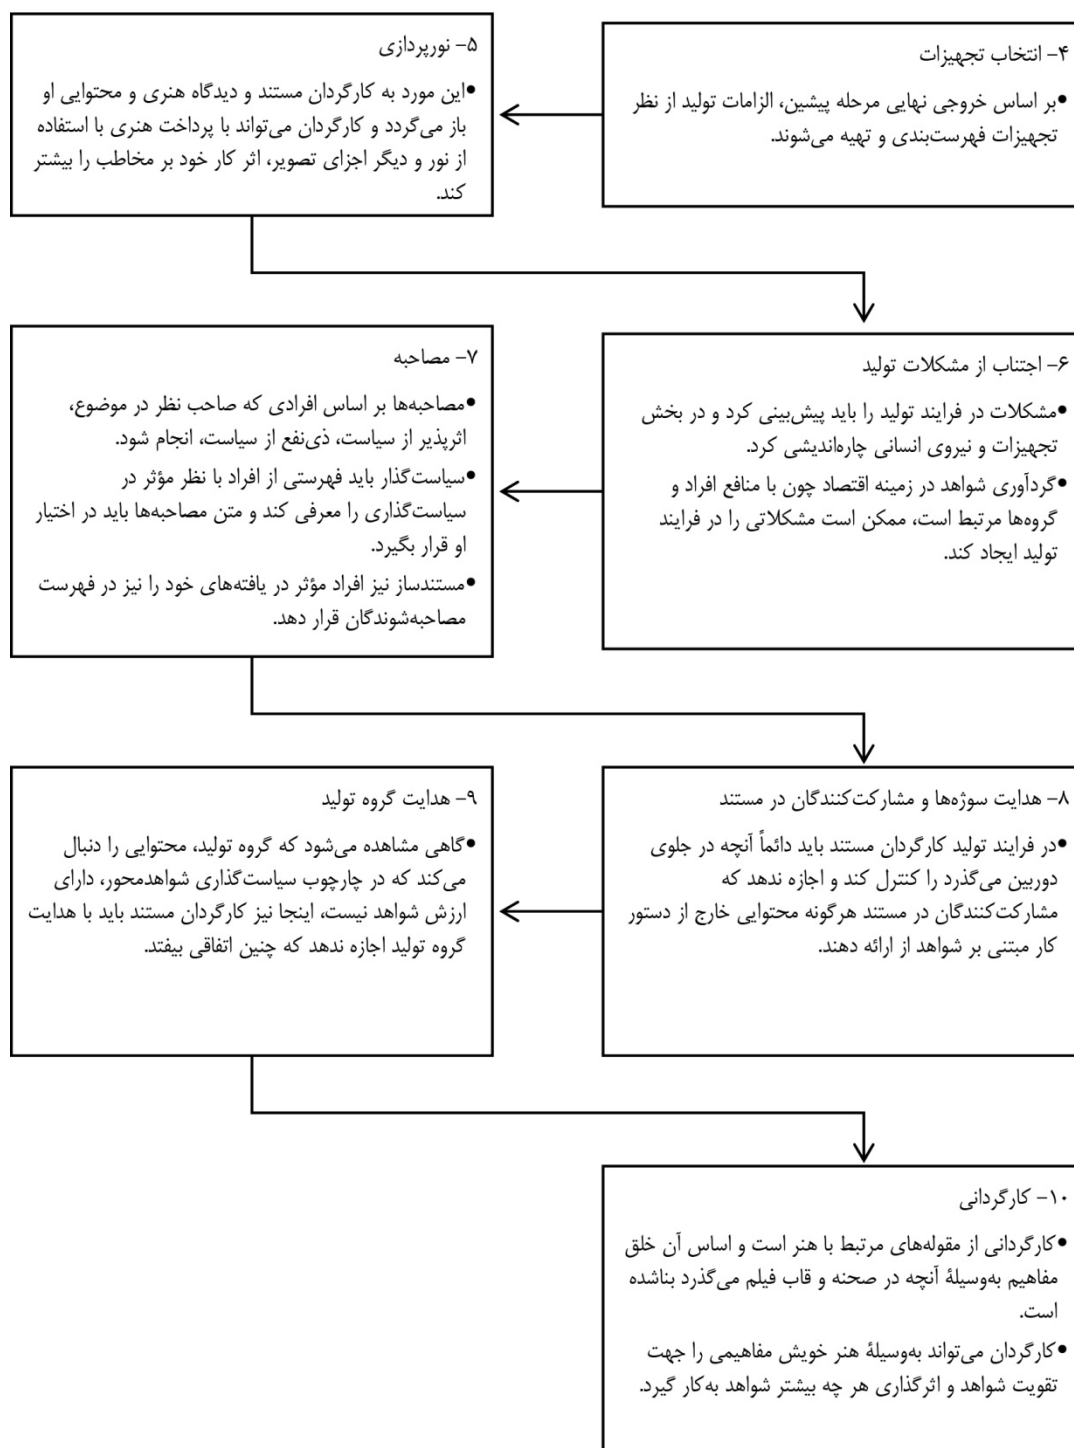 ۴- انتخاب تجهیزات
•بر اساس خروجی نهایی مرحله پیشین، الزامات تولید از نظر
تجهیزات فهرست‌بندی و تهیه می‌شوند.
۵- نورپردازی
•این مورد به کارگردان مستند و دیدگاه هنری و محتوایی او
باز می‌گردد و کارگردان می‌تواند با پرداخت هنری با استفاده
از نور و دیگر اجزای تصویر، اثر کار خود بر مخاطب را بیشتر
کند.
۶- اجتناب از مشکلات تولید
•مشکلات در فرایند تولید را باید پیش‌بینی کرد و در بخش
تجهیزات و نیروی انسانی چاره‌اندیشی کرد.
•گردآوری شواهد در زمینه اقتصاد چون با منافع افراد و
گروه‌ها مرتبط است، ممکن است مشکلاتی را در فرایند
تولید ایجاد کند.
۷- مصاحبه
•مصاحبه‌ها بر اساس افرادی که صاحب نظر در موضوع،
اثرپذیر از سیاست، ذی‌نفع از سیاست، انجام شود.
•سیاست‌گذار باید فهرستی از افراد با نظر مؤثر در
سیاست‌گذاری را معرفی کند و متن مصاحبه‌ها باید در اختیار
او قرار بگیرد.
•مستندساز نیز افراد مؤثر در یافته‌های خود را نیز در فهرست
مصاحبه‌شوندگان قرار دهد.
۸- هدایت سوژه‌ها و مشارکت‌کنندگان در مستند
•در فرایند تولید کارگردان مستند باید دائماً آنچه در جلوی
دوربین می‌گذرد را کنترل کند و اجازه ندهد که
مشارکت‌کنندگان در مستند هرگونه محتوایی خارج از دستور
کار مبتنی بر شواهد از ارائه دهند.
۹- هدایت گروه تولید
•گاهی مشاهده می‌شود که گروه تولید، محتوایی را دنبال
می‌کند که در چارچوب سیاست‌گذاری شواهدمحور، دارای
ارزش شواهد نیست، اینجا نیز کارگردان مستند باید با هدایت
گروه تولید اجازه ندهد که چنین اتفاقی بیفتد.
۱۰- کارگردانی
•کارگردانی از مقوله‌های مرتبط با هنر است و اساس آن خلق
مفاهیم به‌وسیلهٔ آنچه در صحنه و قاب فیلم می‌گذرد بناشده
است.
•کارگردان می‌تواند به‌وسیلهٔ هنر خویش مفاهیمی را جهت
تقویت شواهد و اثرگذاری هر چه بیشتر شواهد به‌کار گیرد.